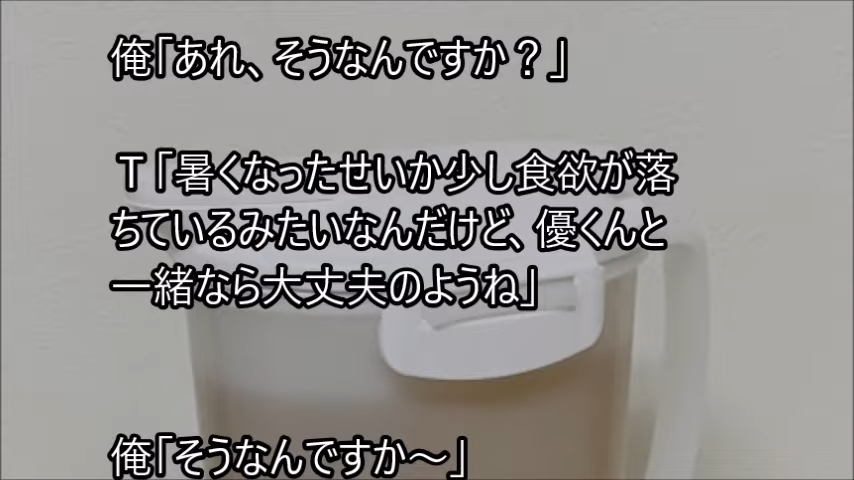 俺「あれ、そうなんですか？」
Ｔ「暑くなったせいか少し食欲が落
ちているみたいなんだけど、優くんと
一緒なら大丈夫のようね」
俺「そうなんですか～」